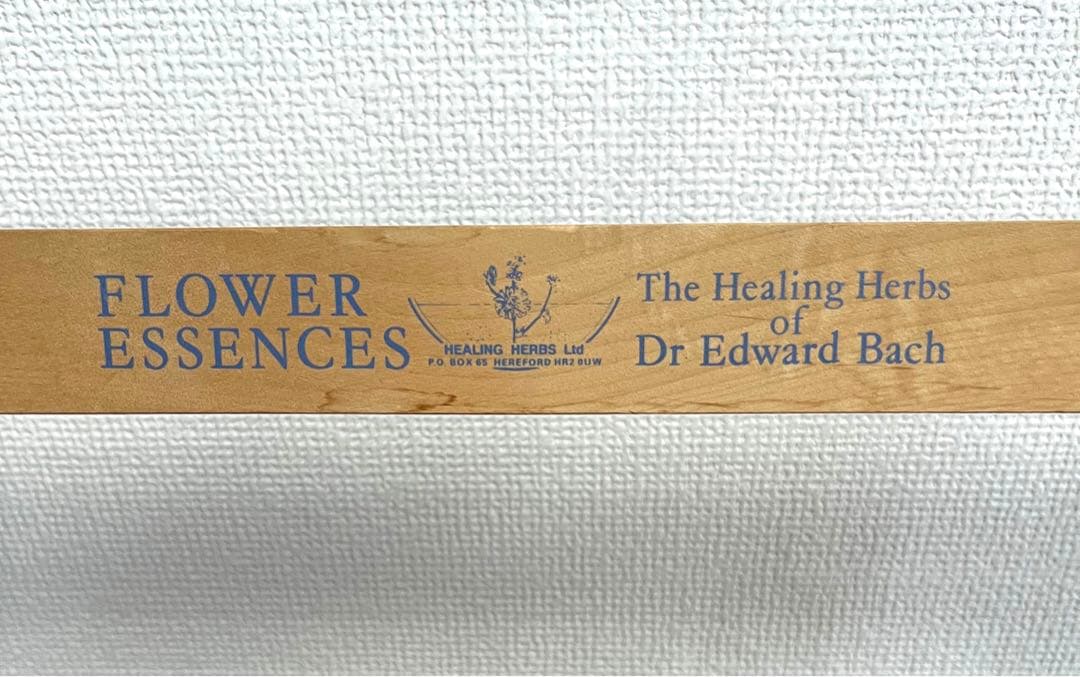 FLOWER
ESSENCES
HEALING HERBS Ltd
P.O. BOX 65 HEREFORD HR2 0UW
The Healing Herbs
of
Dr Edward Bach